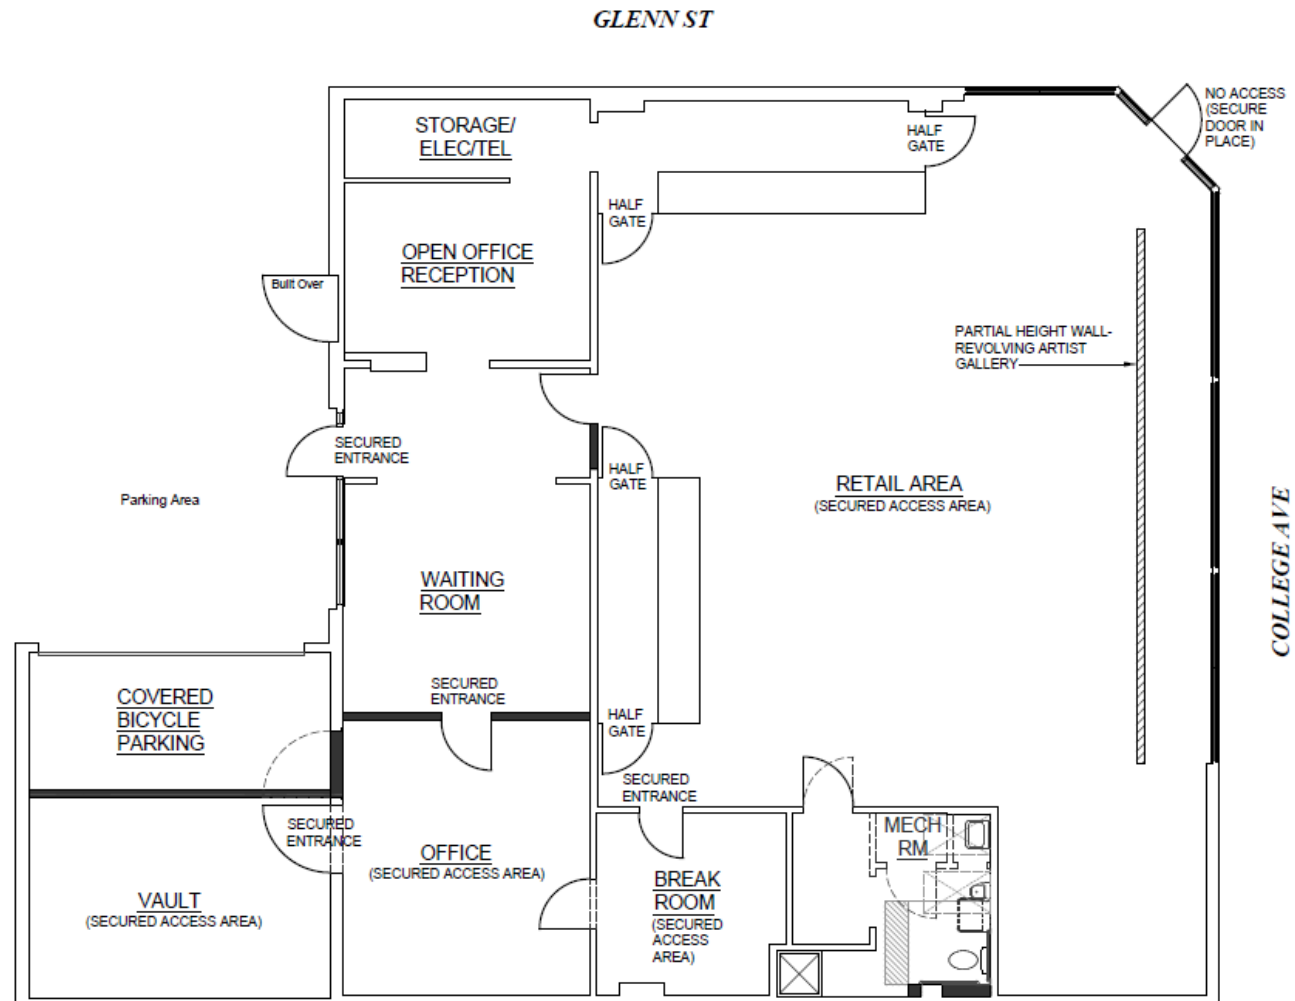 GLENN ST
NO ACCESS
(SECURE
DOOR IN
PLACE)
STORAGE/
ELEC/TEL
HALF
GATE
HALF
GATE
OPEN OFFICE
RECEPTION
Built Over
PARTIAL HEIGHT WALL-
REVOLVING ARTIST
GALLERY
SECURED
ENTRANCE
HALF
GATE
RETAIL AREA
(SECURED ACCESS AREA)
Parking Area
COLLEGE AVE
WAITING
ROOM
SECURED
ENTRANCE
COVERED
BICYCLE
PARKING
HALF
GATE
SECURED
ENTRANCE
SECURED
ENTRANCE
MECH
RM
OFFICE
(SECURED ACCESS AREA)
BREAK
ROOM
(SECURED
ACCESS
AREA)
VAULT
(SECURED ACCESS AREA)